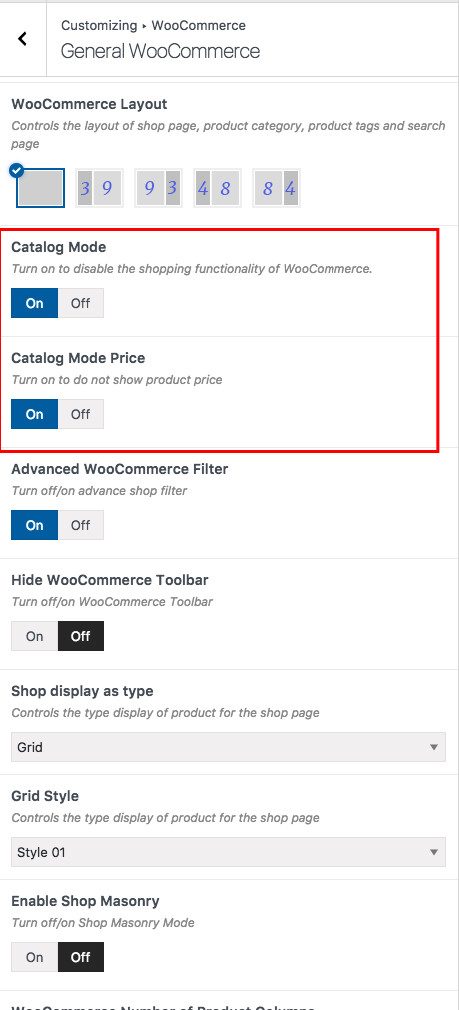 Customizing ▸ WooCommerce
General WooCommerce
WooCommerce Layout
Controls the layout of shop page, product category, product tags and search
page
3 9 9 3 4 8 8 4
Catalog Mode
Turn on to disable the shopping functionality of WooCommerce.
On Off
Catalog Mode Price
Turn on to do not show product price
On Off
Advanced WooCommerce Filter
Turn off/on advance shop filter
On Off
Hide WooCommerce Toolbar
Turn off/on WooCommerce Toolbar
On Off
Shop display as type
Controls the type display of product for the shop page
Grid
Grid Style
Controls the type display of product for the shop page
Style 01
Enable Shop Masonry
Turn off/on Shop Masonry Mode
On Off
WooCommerce Number of Product Columns